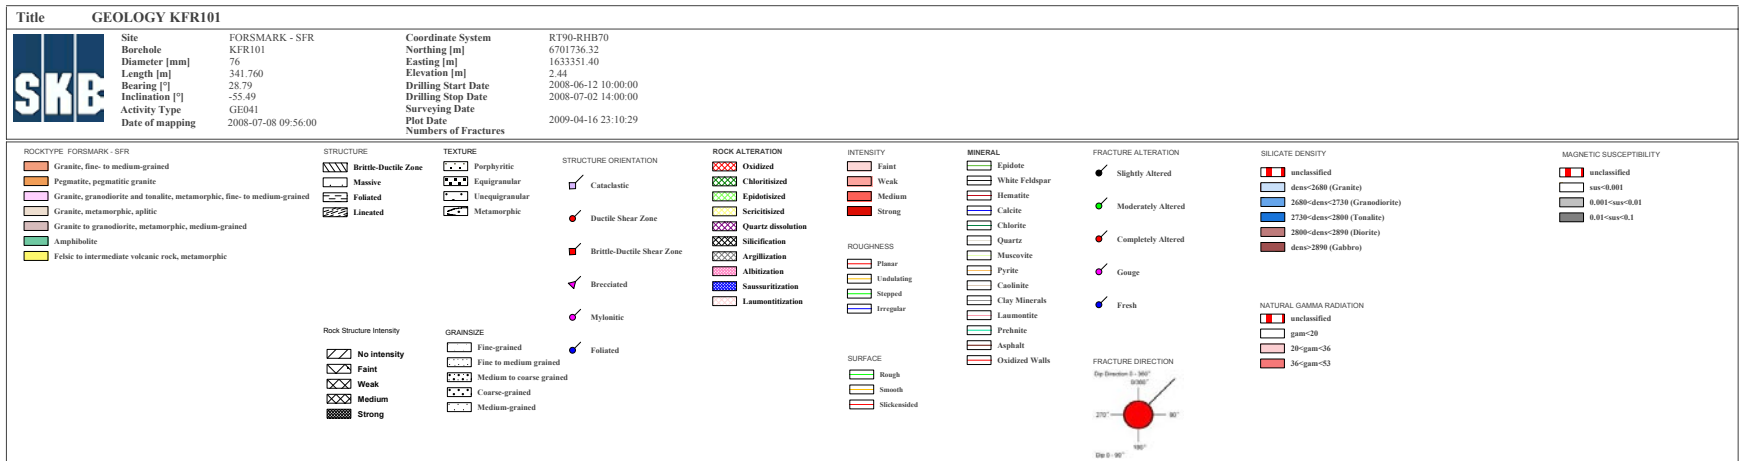 Title GEOLOGY KFR101
SKB
Site FORSMARK - SFR
Borehole KFR101
Diameter [mm] 76
Length [m] 341.760
Bearing [°] 28.79
Inclination [°] -55.49
Activity Type GE041
Date of mapping 2008-07-08 09:56:00
Coordinate System RT90-RHB70
Northing [m] 6701736.32
Easting [m] 1633351.40
Elevation [m] 2.44
Drilling Start Date 2008-06-12 10:00:00
Drilling Stop Date 2008-07-02 14:00:00
Surveying Date
Plot Date 2009-04-16 23:10:29
Numbers of Fractures
ROCKTYPE FORSMARK - SFR
Granite, fine- to medium-grained
Pegmatite, pegmatitic granite
Granite, granodiorite and tonalite, metamorphic, fine- to medium-grained
Granite, metamorphic, aplitic
Granite to granodiorite, metamorphic, medium-grained
Amphibolite
Felsic to intermediate volcanic rock, metamorphic
STRUCTURE
Brittle-Ductile Zone
Massive
Foliated
Lineated
Rock Structure Intensity
No intensity
Faint
Weak
Medium
Strong
TEXTURE
Porphyritic
Equigranular
Unequigranular
Metamorphic
GRAINSIZE
Fine-grained
Fine to medium grained
Medium to coarse grained
Coarse-grained
Medium-grained
STRUCTURE ORIENTATION
Cataclastic
Ductile Shear Zone
Brittle-Ductile Shear Zone
Brecciated
Mylonitic
Foliated
ROCK ALTERATION
Oxidized
Chloritisized
Epidotisized
Sericitisized
Quartz dissolution
Silicification
Argillization
Albitization
Saussuritization
Laumontitization
INTENSITY
Faint
Weak
Medium
Strong
ROUGHNESS
Planar
Undulating
Stepped
Irregular
SURFACE
Rough
Smooth
Slickensided
MINERAL
Epidote
White Feldspar
Hematite
Calcite
Chlorite
Quartz
Muscovite
Pyrite
Caolinite
Clay Minerals
Laumontite
Prehnite
Asphalt
Oxidized Walls
FRACTURE ALTERATION
Slightly Altered
Moderately Altered
Completely Altered
Gouge
Fresh
FRACTURE DIRECTION
Dip Direction 0 - 360°
0/360°
270°
90°
180°
Dip 0 - 90°
SILICATE DENSITY
unclassified
dens<2680 (Granite)
2680<dens<2730 (Granodiorite)
2730<dens<2800 (Tonalite)
2800<dens<2890 (Diorite)
dens>2890 (Gabbro)
NATURAL GAMMA RADIATION
unclassified
gam<20
20<gam<36
36<gam<53
MAGNETIC SUSCEPTIBILITY
unclassified
sus<0.001
0.001<sus<0.01
0.01<sus<0.1